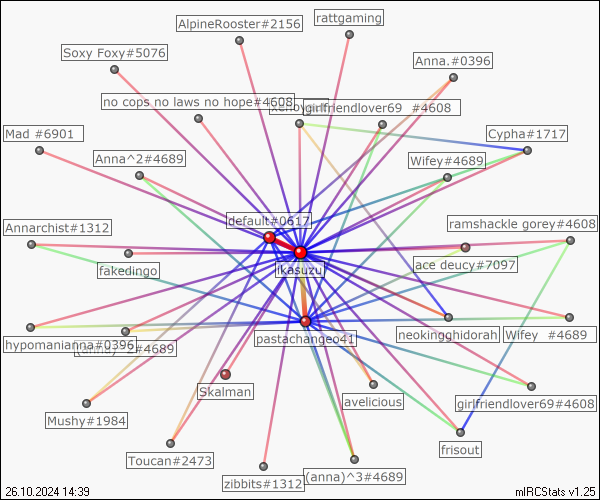 AlpineRooster#2156
rattgaming
Soxy Foxy#5076
Anna.#0396
no cops no laws no hope#4608
girlfriendlover69 #4608
Mad #6901
Cypha#1717
Anna^2#4689
Wifey#4689
default#0617
Annarchist#1312
ramshackle gorey#4608
ikasuzu
fakedingo
ace deucy#7097
pastachangeo41
neokingghidorah
Wifey #4689
hypomanianna#0396
Skalman
avelicious
girlfriendlover69#4608
Mushy#1984
frisout
Toucan#2473
zibbits#1312
(anna)^3#4689
26.10.2024 14:39
mIRCStats v1.25